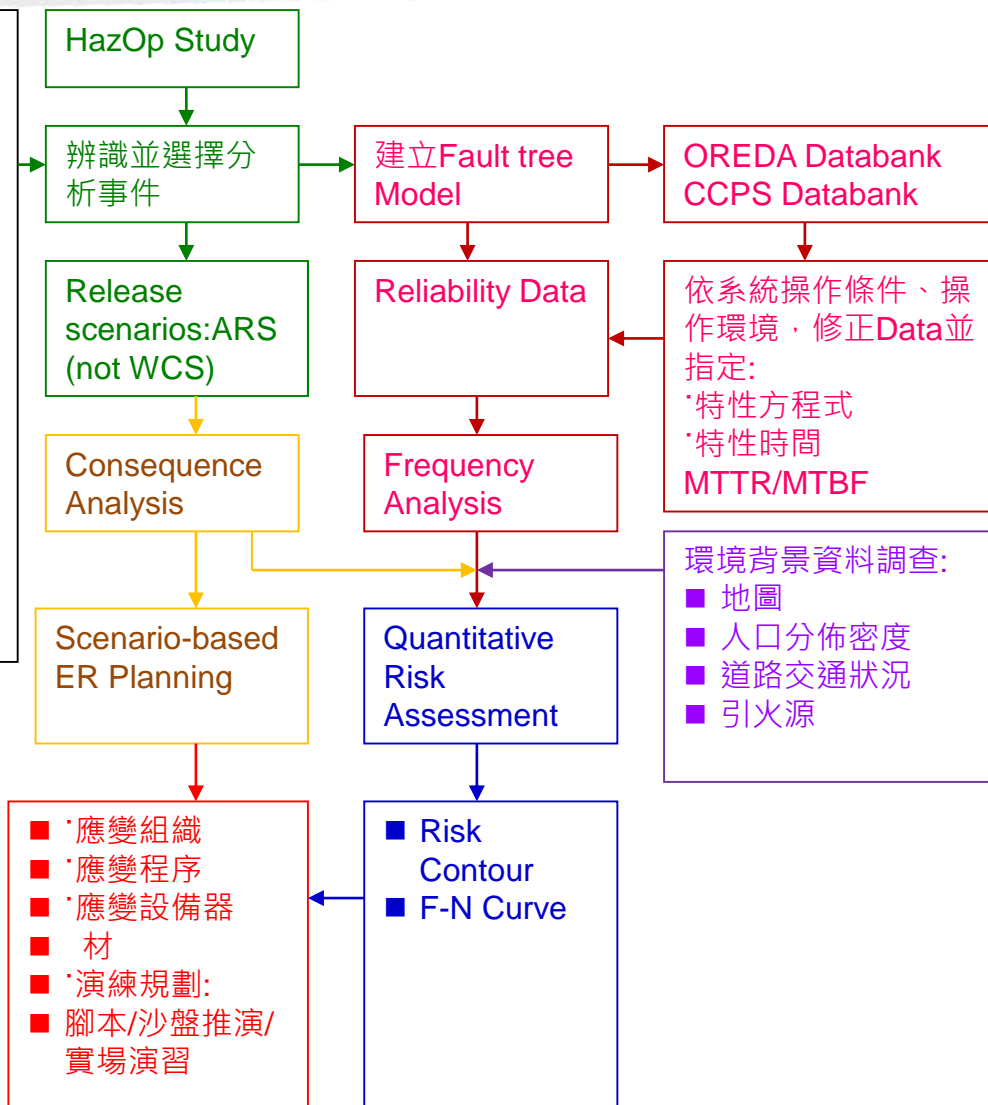 HazOp Study
辨識並選擇分
析事件
建立Fault tree
Model
OREDA Databank
CCPS Databank
Release
scenarios:ARS
(not WCS)
Reliability Data
依系統操作條件、操
作環境，修正Data並
指定:
˙特性方程式
˙特性時間
MTTR/MTBF
Consequence
Analysis
Frequency
Analysis
環境背景資料調查:
■ 地圖
■ 人口分佈密度
■ 道路交通狀況
■ 引火源
Scenario-based
ER Planning
Quantitative
Risk
Assessment
■ ˙應變組織
■ ˙應變程序
■ ˙應變設備器
■ 材
■ ˙演練規劃:
■ 腳本/沙盤推演/
實場演習
■ Risk
Contour
■ F-N Curve